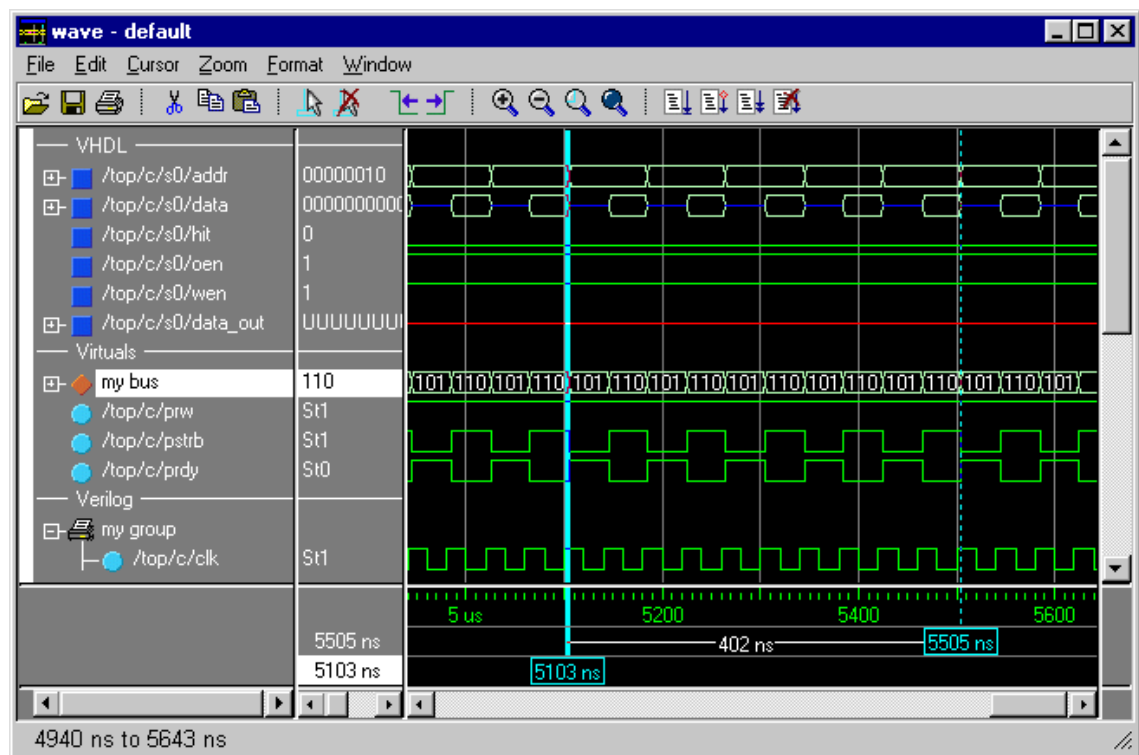 wave - default
File Edit Cursor Zoom Format Window
VHDL
/top/c/s0/addr 00000010
/top/c/s0/data 0000000000
/top/c/s0/hit 0
/top/c/s0/oen 1
/top/c/s0/wen 1
/top/c/s0/data_out UUUUUUU
Virtuals
my bus 110 101 110 101 110 101 110 101 110 101 110 101 110 101 110 101 110 101
/top/c/prw St1
/top/c/pstrb St1
/top/c/prdy St0
Verilog
my group
/top/c/clk St1
5 us 5200 5400 5600
5505 ns 402 ns 5505 ns
5103 ns 5103 ns
4940 ns to 5643 ns